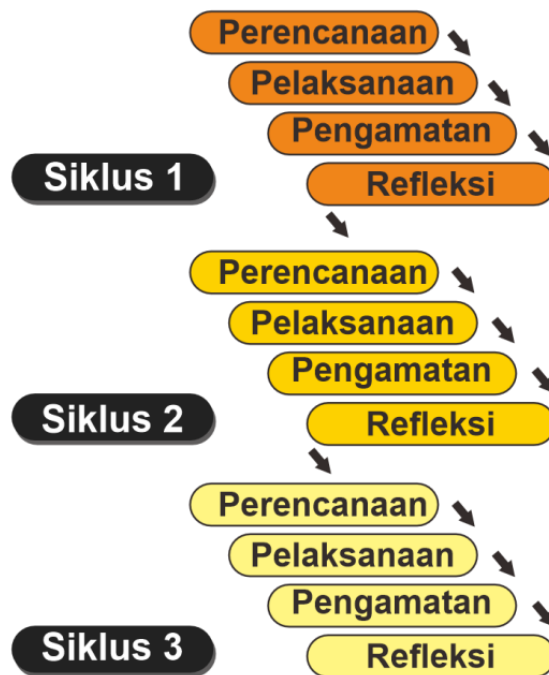 Perencanaan
Pelaksanaan
Pengamatan
Siklus 1
Refleksi
Perencanaan
Pelaksanaan
Pengamatan
Siklus 2
Refleksi
Perencanaan
Pelaksanaan
Pengamatan
Siklus 3
Refleksi